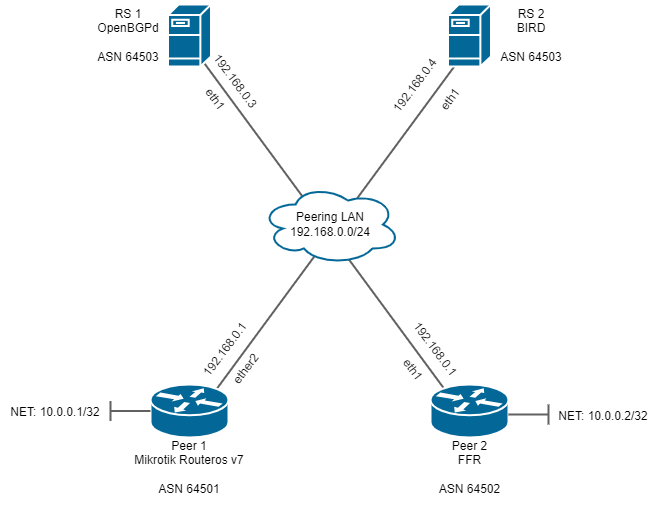 RS 1
OpenBGPd
ASN 64503
192.168.0.3
eth1
RS 2
BIRD
ASN 64503
192.168.0.4
eth1
Peering LAN
192.168.0.0/24
192.168.0.1
ether2
192.168.0.1
eth1
NET: 10.0.0.1/32
Peer 1
Mikrotik Routeros v7
ASN 64501
NET: 10.0.0.2/32
Peer 2
FFR
ASN 64502